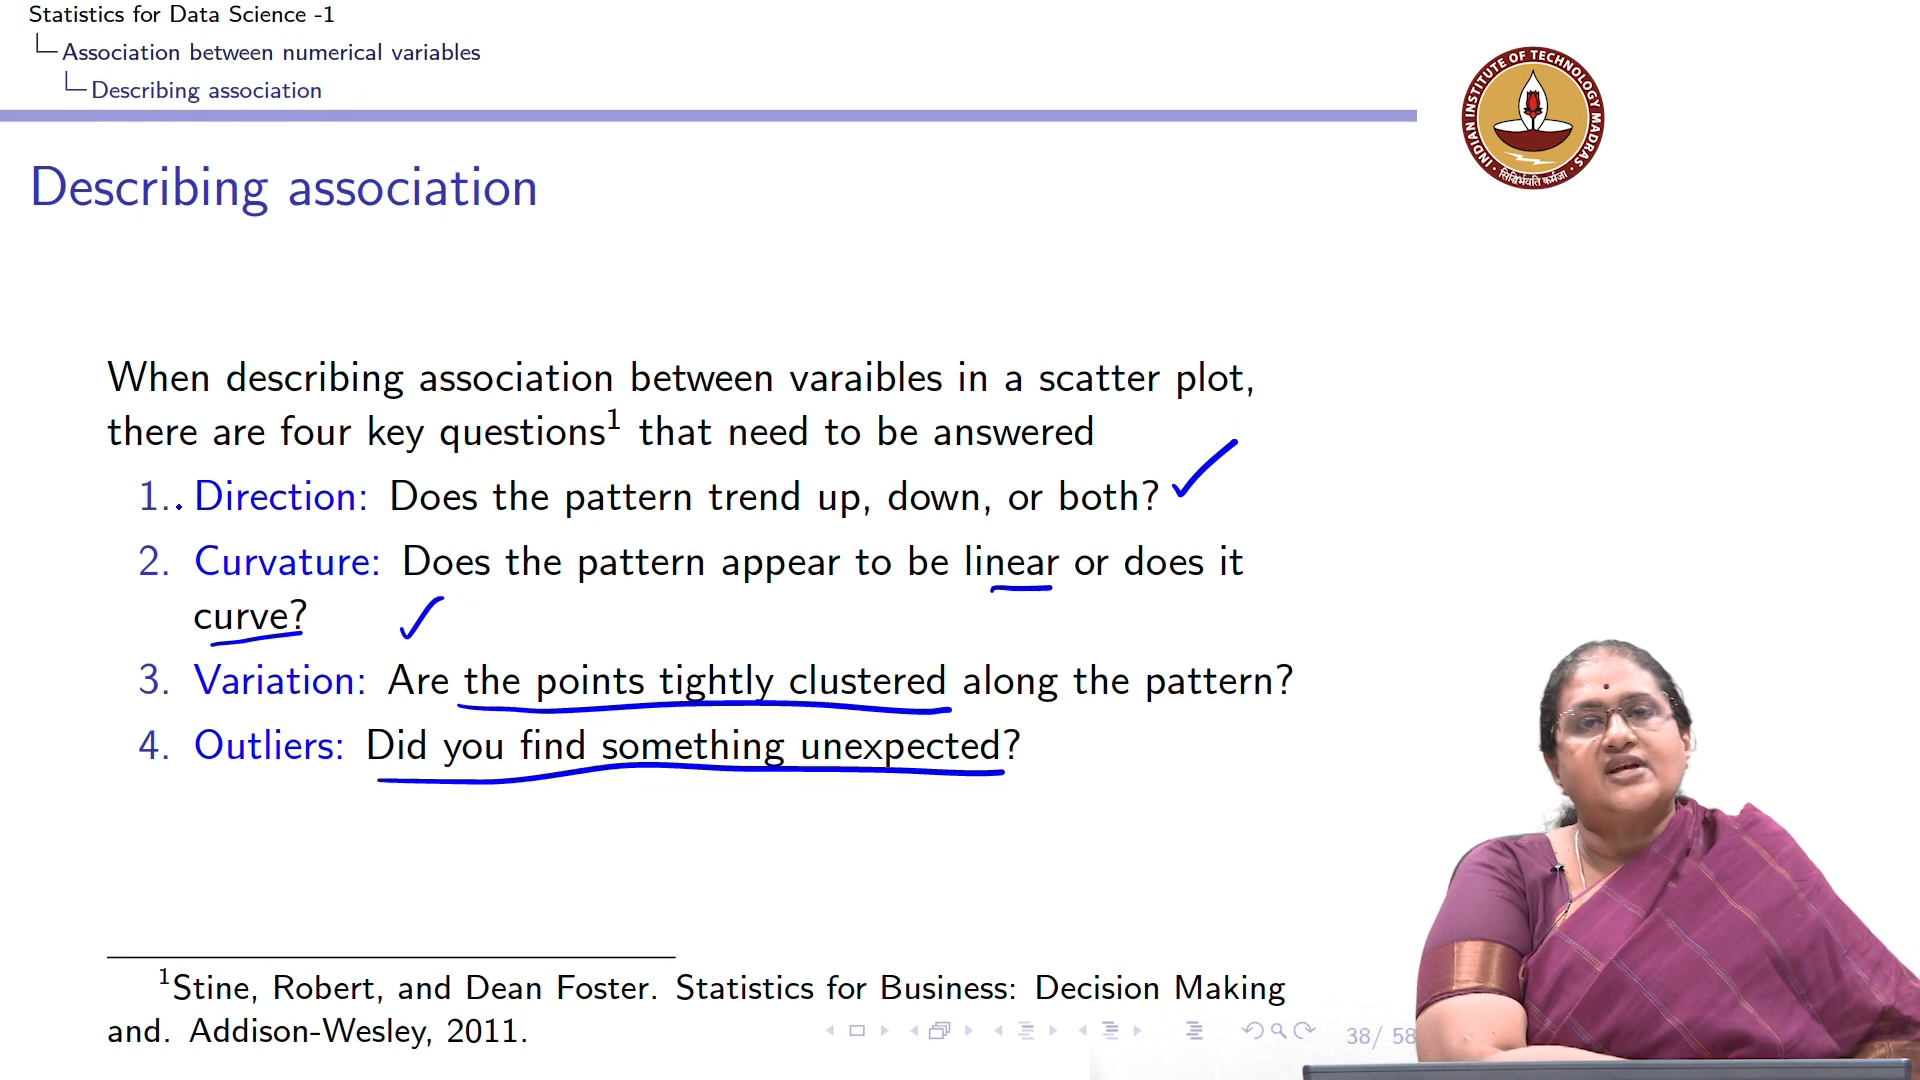 Statistics for Data Science -1
Association between numerical variables
Describing association
INDIAN INSTITUTE OF TECHNOLOGY MADRAS
सिद्धिर्भवति कर्मजा
Describing association
When describing association between varaibles in a scatter plot,
there are four key questions¹ that need to be answered
1. Direction: Does the pattern trend up, down, or both?
2. Curvature: Does the pattern appear to be linear or does it
curve?
3. Variation: Are the points tightly clustered along the pattern?
4. Outliers: Did you find something unexpected?
¹Stine, Robert, and Dean Foster. Statistics for Business: Decision Making
and. Addison-Wesley, 2011.
38/ 58